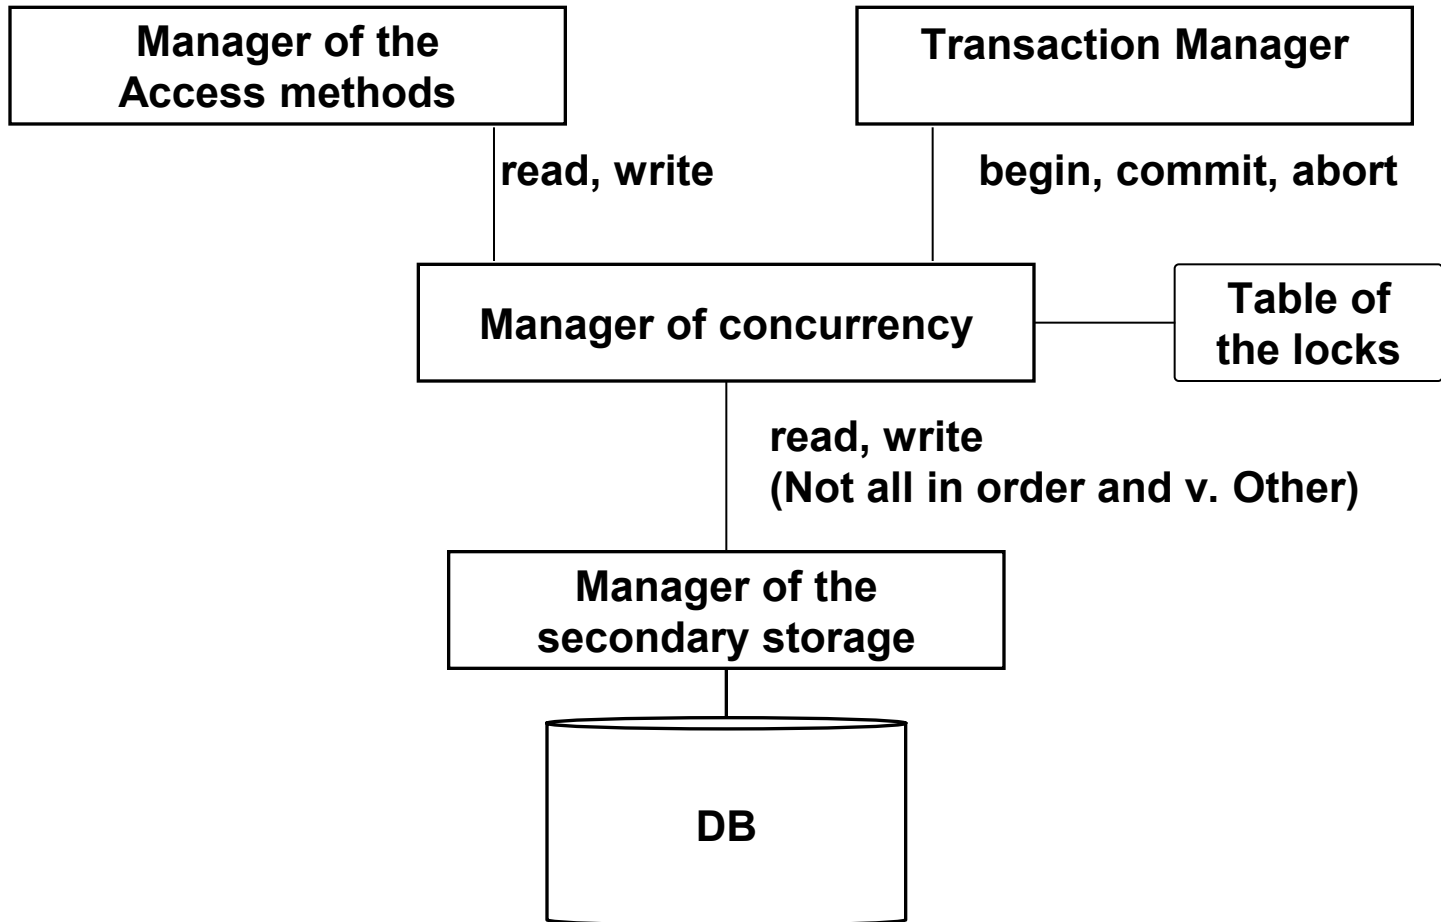 Manager of the
Access methods
Transaction Manager
read, write
begin, commit, abort
Manager of concurrency
Table of
the locks
read, write
(Not all in order and v. Other)
Manager of the
secondary storage
DB